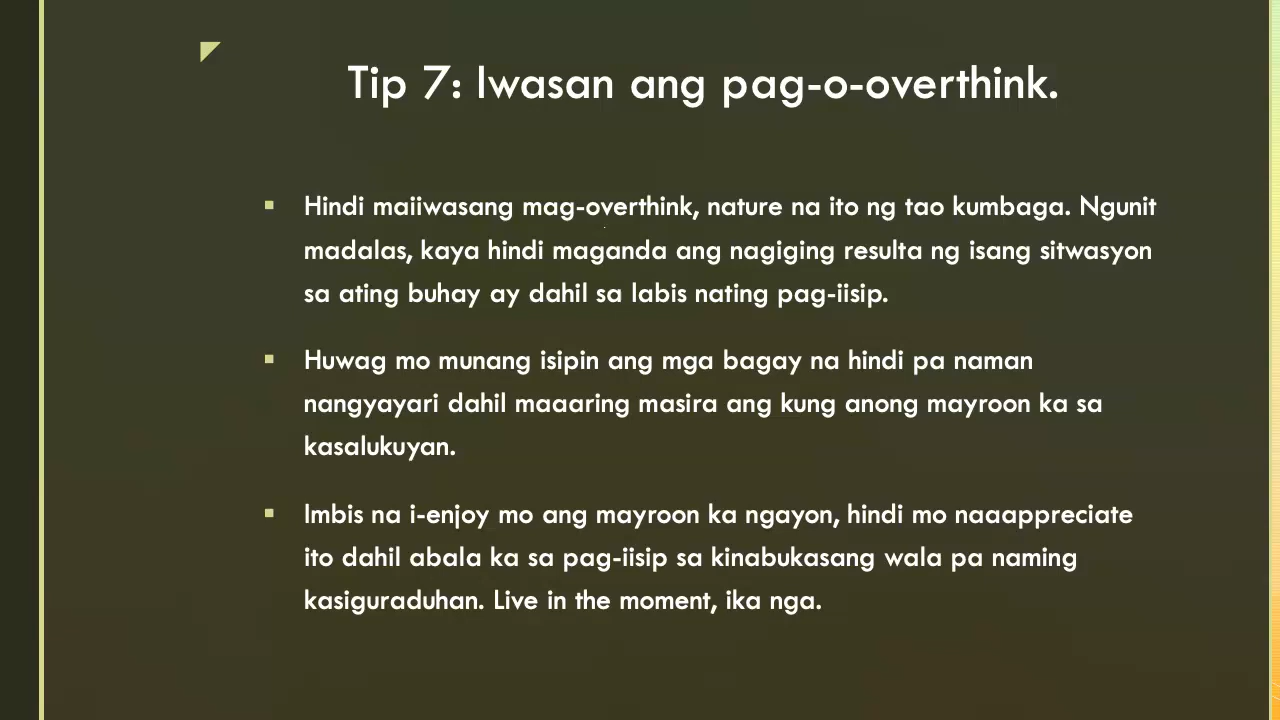 Tip 7: Iwasan ang pag-o-overthink.
Hindi maiiwasang mag-overthink, nature na ito ng tao kumbaga. Ngunit
madalas, kaya hindi maganda ang nagiging resulta ng isang sitwasyon
sa ating buhay ay dahil sa labis nating pag-iisip.
Huwag mo munang isipin ang mga bagay na hindi pa naman
nangyayari dahil maaaring masira ang kung anong mayroon ka sa
kasalukuyan.
Imbis na i-enjoy mo ang mayroon ka ngayon, hindi mo naaappreciate
ito dahil abala ka sa pag-iisip sa kinabukasang wala pa naming
kasiguraduhan. Live in the moment, ika nga.